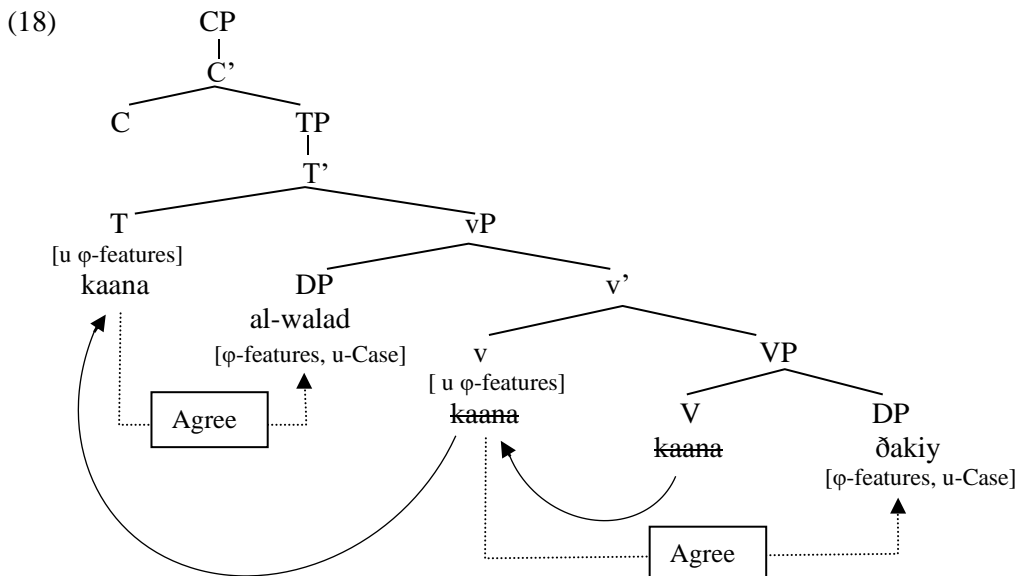 (18) CP
C’
C TP
T’
T vP
[u φ-features]
kaana DP v’
al-walad
[φ-features, u-Case] v VP
[ u φ-features]
Agree kaana V DP
kaana ðakiy
[φ-features, u-Case]
Agree